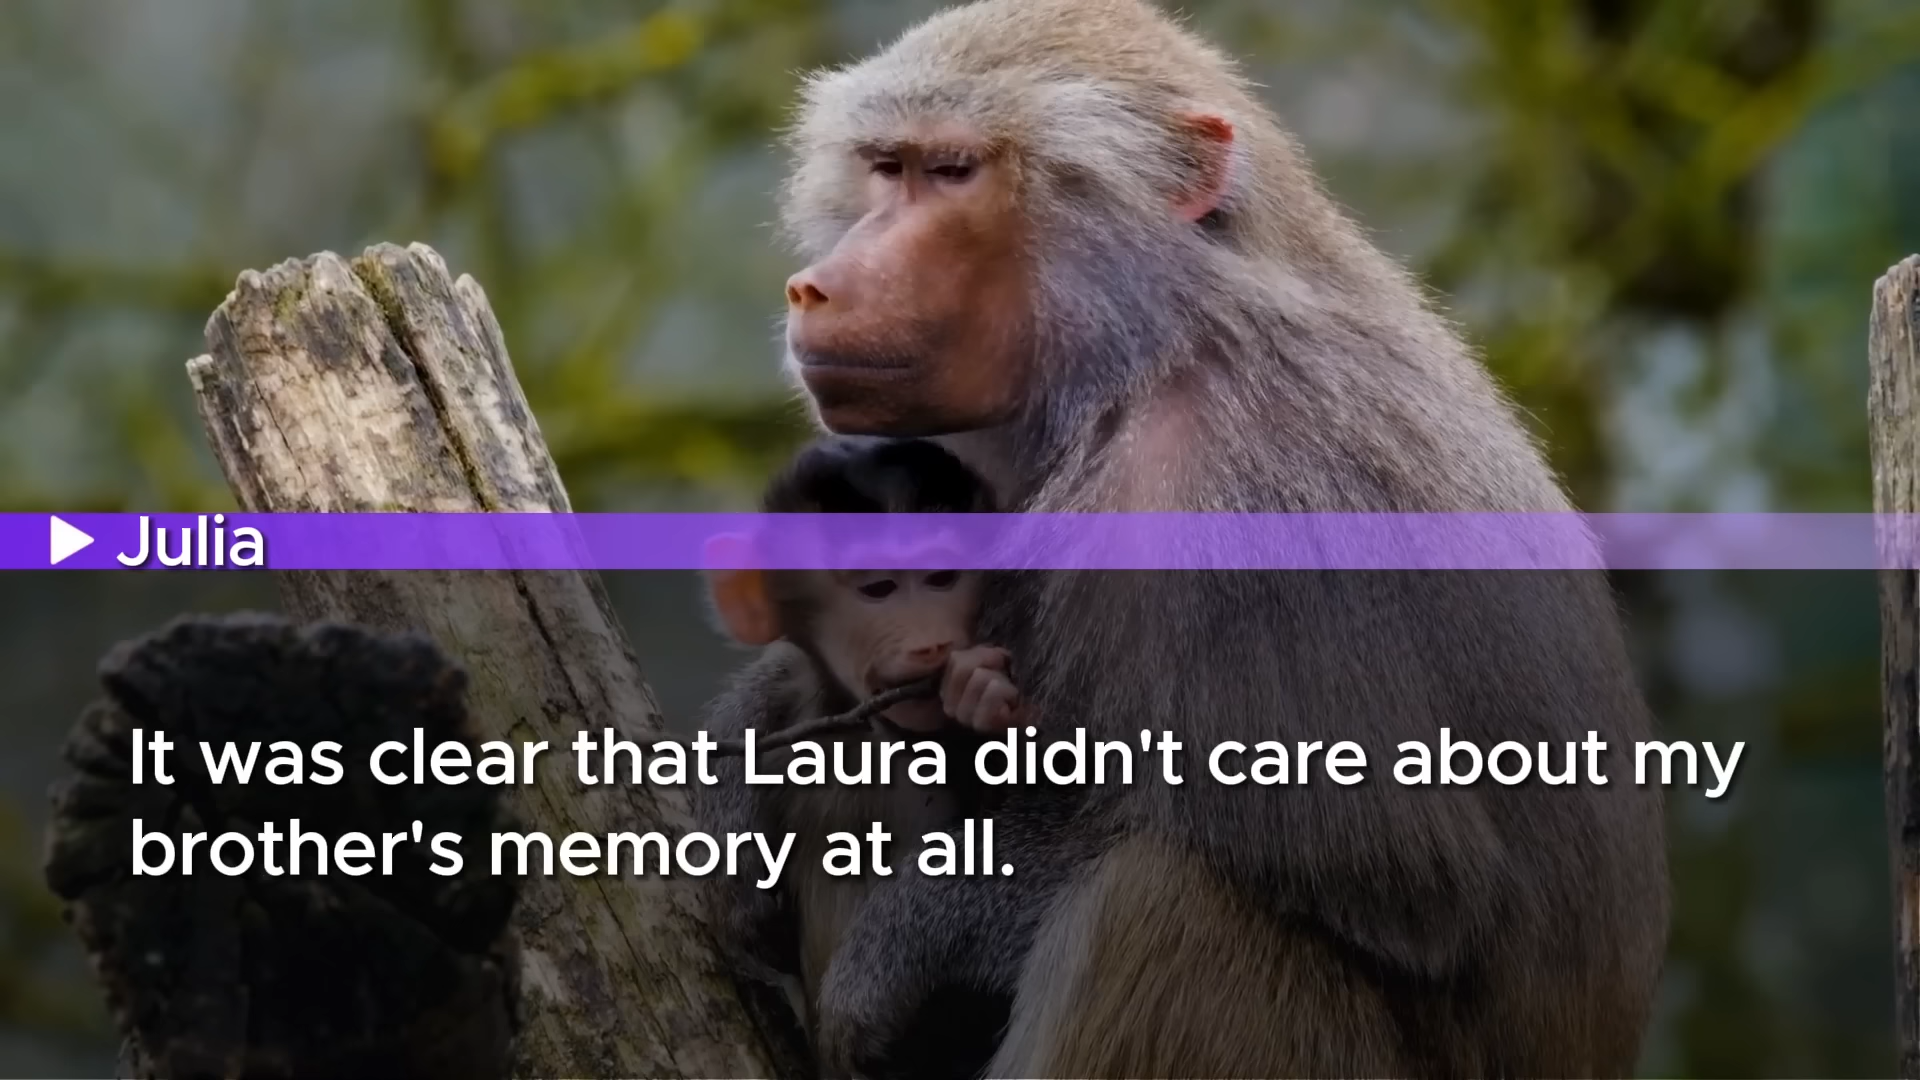 Julia
It was clear that Laura didn't care about my
brother's memory at all.